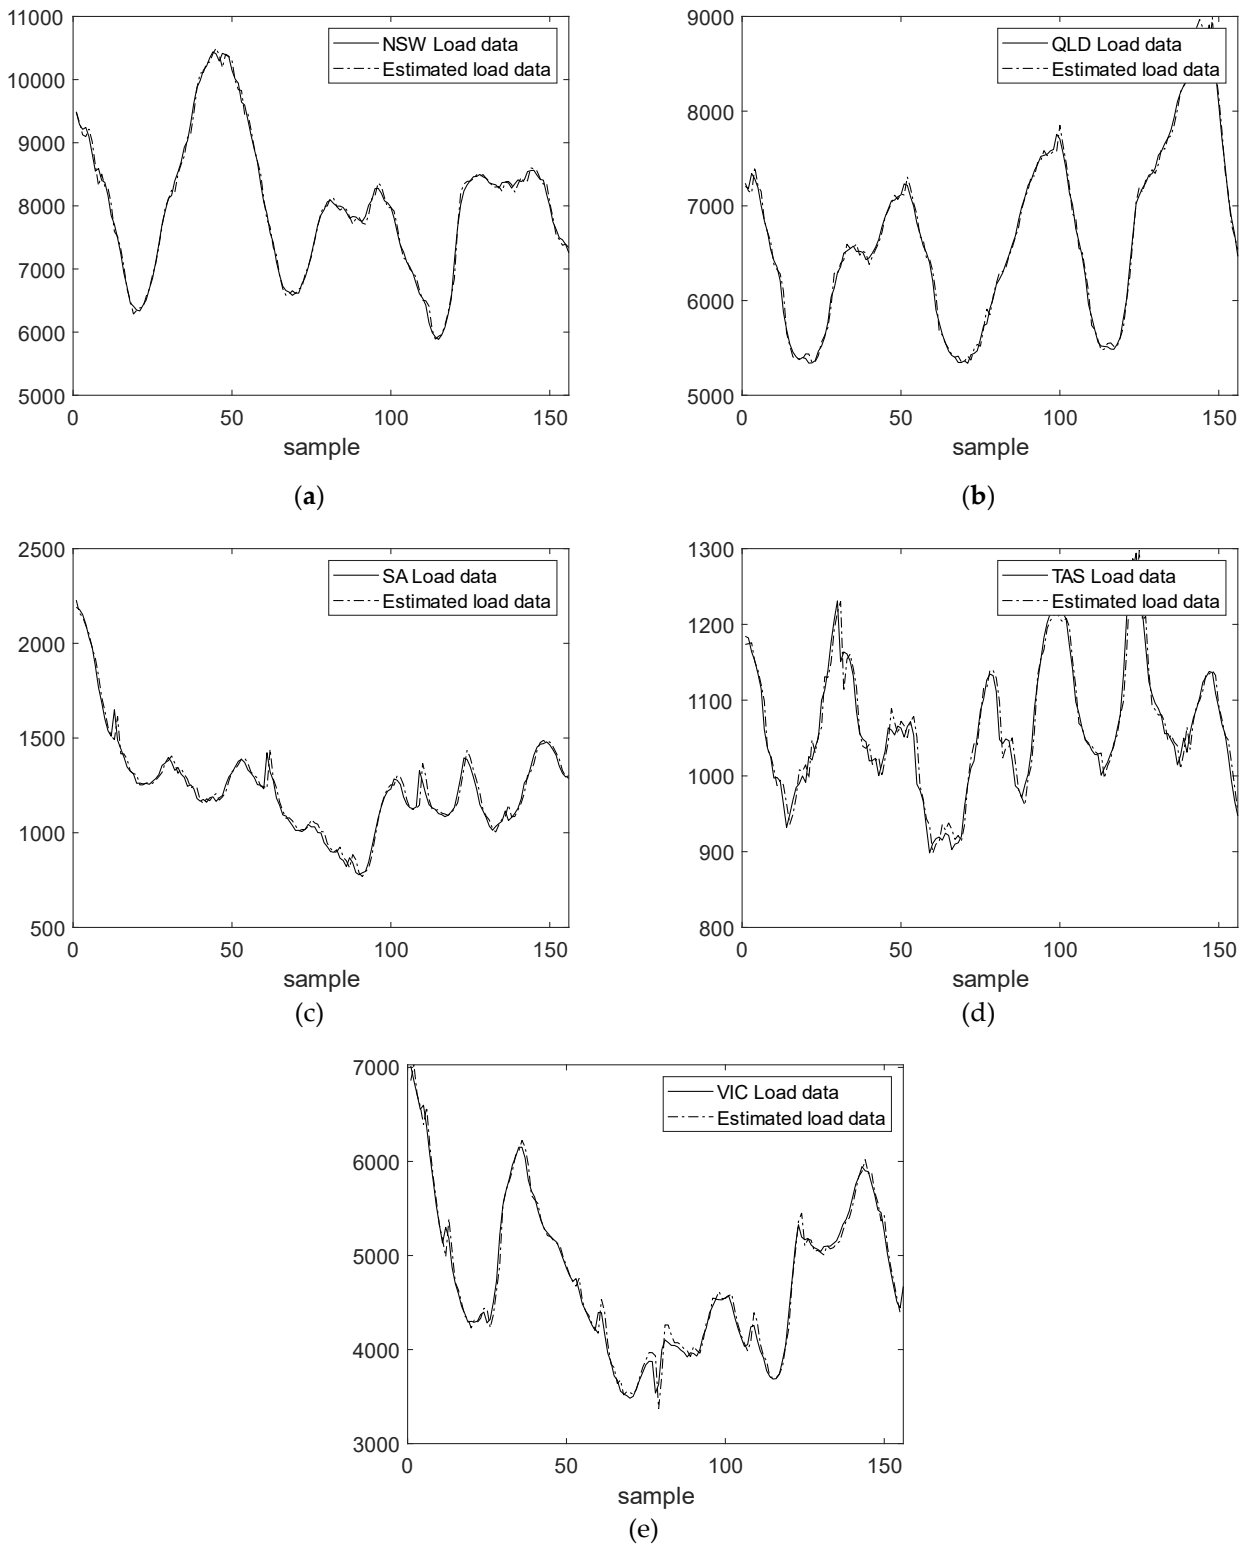 11000
10000
9000
8000
7000
6000
5000
0 50 100 150
sample
NSW Load data
Estimated load data
(a)
9000
8000
7000
6000
5000
0 50 100 150
sample
QLD Load data
Estimated load data
(b)
2500
2000
1500
1000
500
0 50 100 150
sample
SA Load data
Estimated load data
(c)
1300
1200
1100
1000
900
800
0 50 100 150
sample
TAS Load data
Estimated load data
(d)
7000
6000
5000
4000
3000
0 50 100 150
sample
VIC Load data
Estimated load data
(e)